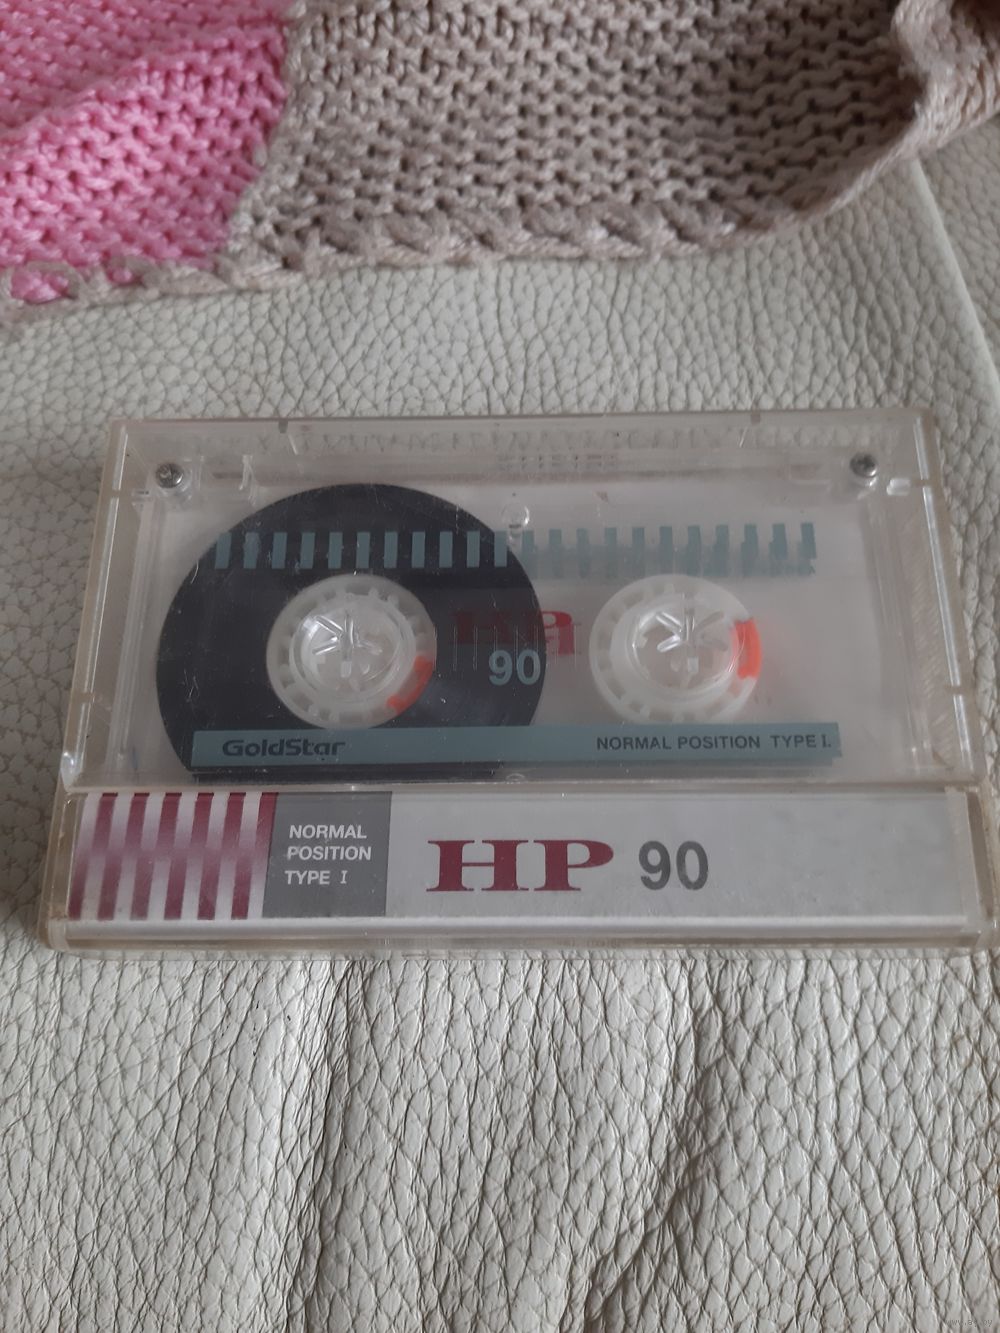 HP
90
GoldStar
NORMAL POSITION TYPE I.
NORMAL
POSITION
TYPE I
HP 90